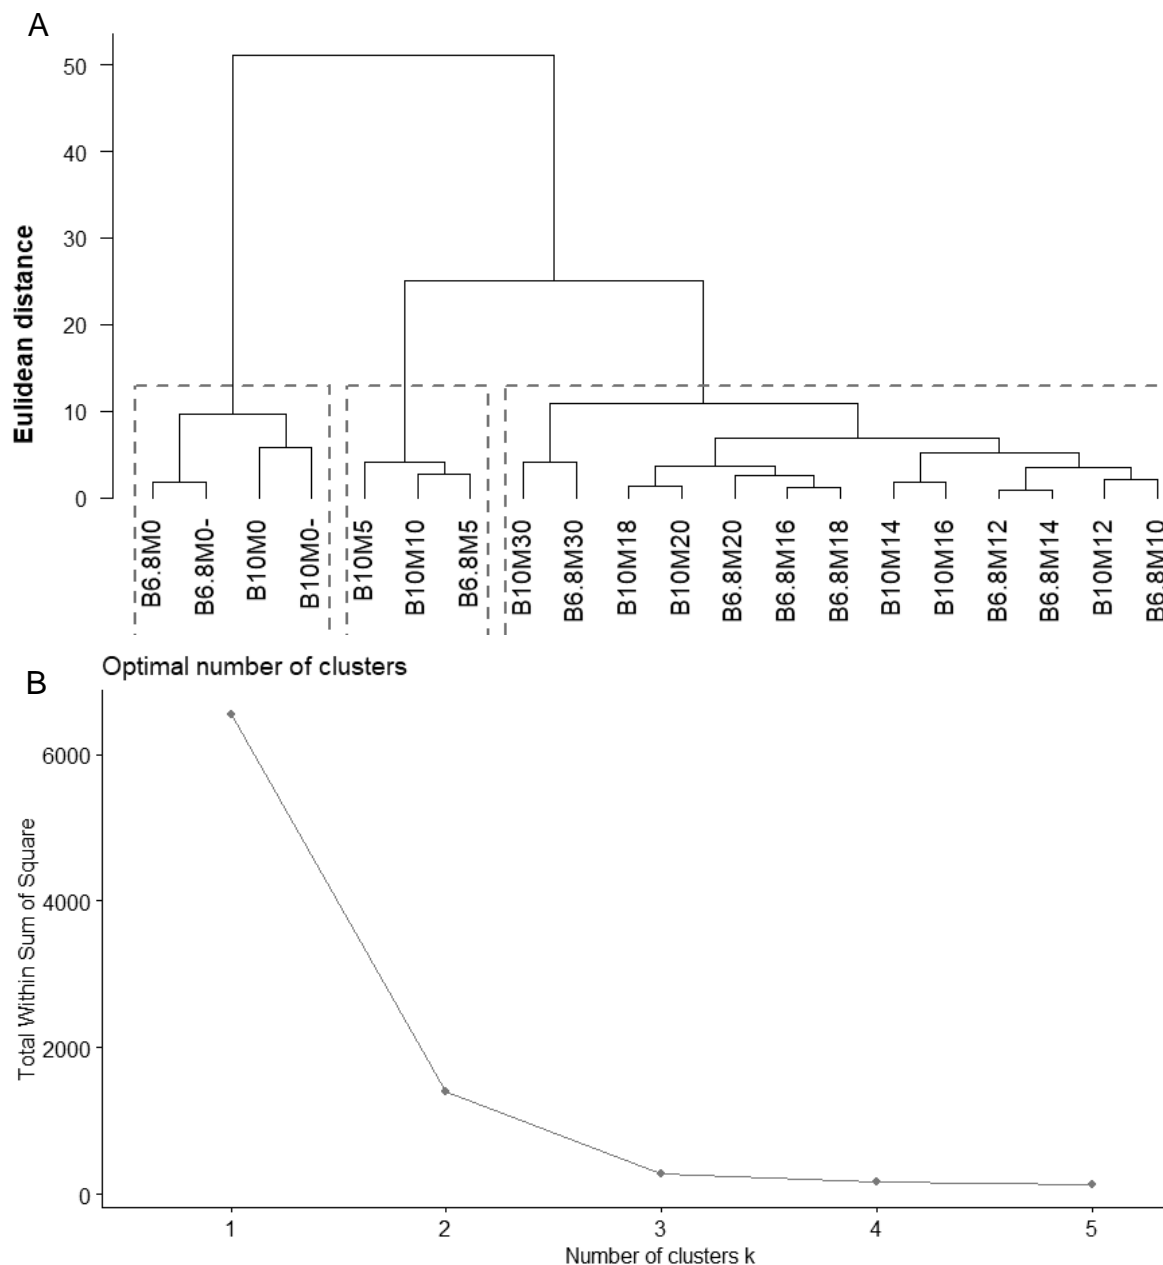 A
50
40
30
20
10
0
Eulidean distance
B6.8M0
B6.8M0-
B10M0
B10M0-
B10M5
B10M10
B6.8M5
B10M30
B6.8M30
B10M18
B10M20
B6.8M20
B6.8M16
B6.8M18
B10M14
B10M16
B6.8M12
B6.8M14
B10M12
B6.8M10
B
Optimal number of clusters
6000
4000
2000
0
Total Within Sum of Square
1 2 3 4 5
Number of clusters k